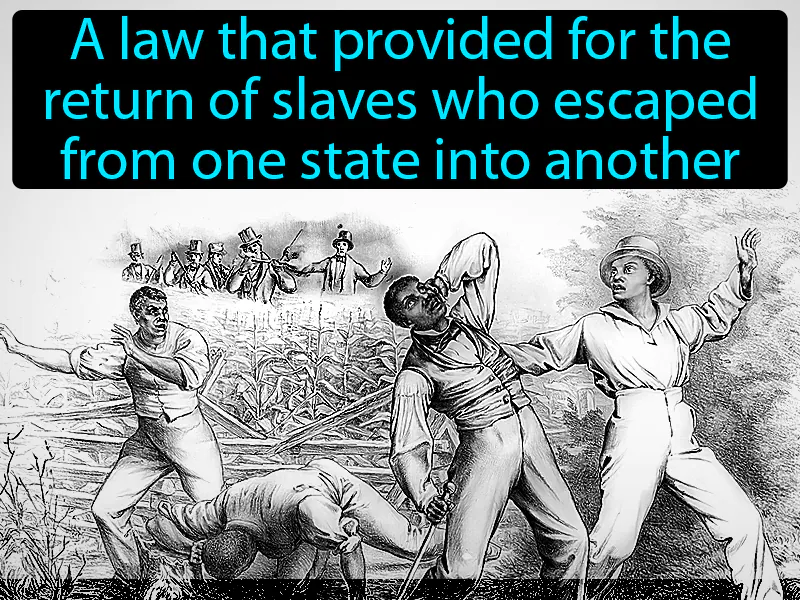 A law that provided for the
return of slaves who escaped
from one state into another